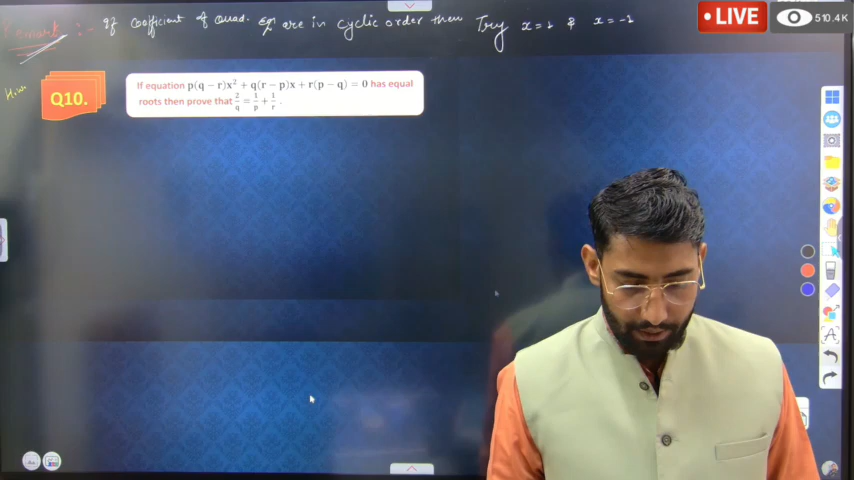 Remark :- If coefficient of Quad. eqn are in cyclic order then Try x = 1 & x = -1
LIVE 510.4K
H.W.
Q10.
If equation p(q − r)x² + q(r − p)x + r(p − q) = 0 has equal
roots then prove that 2/q = 1/p + 1/r .